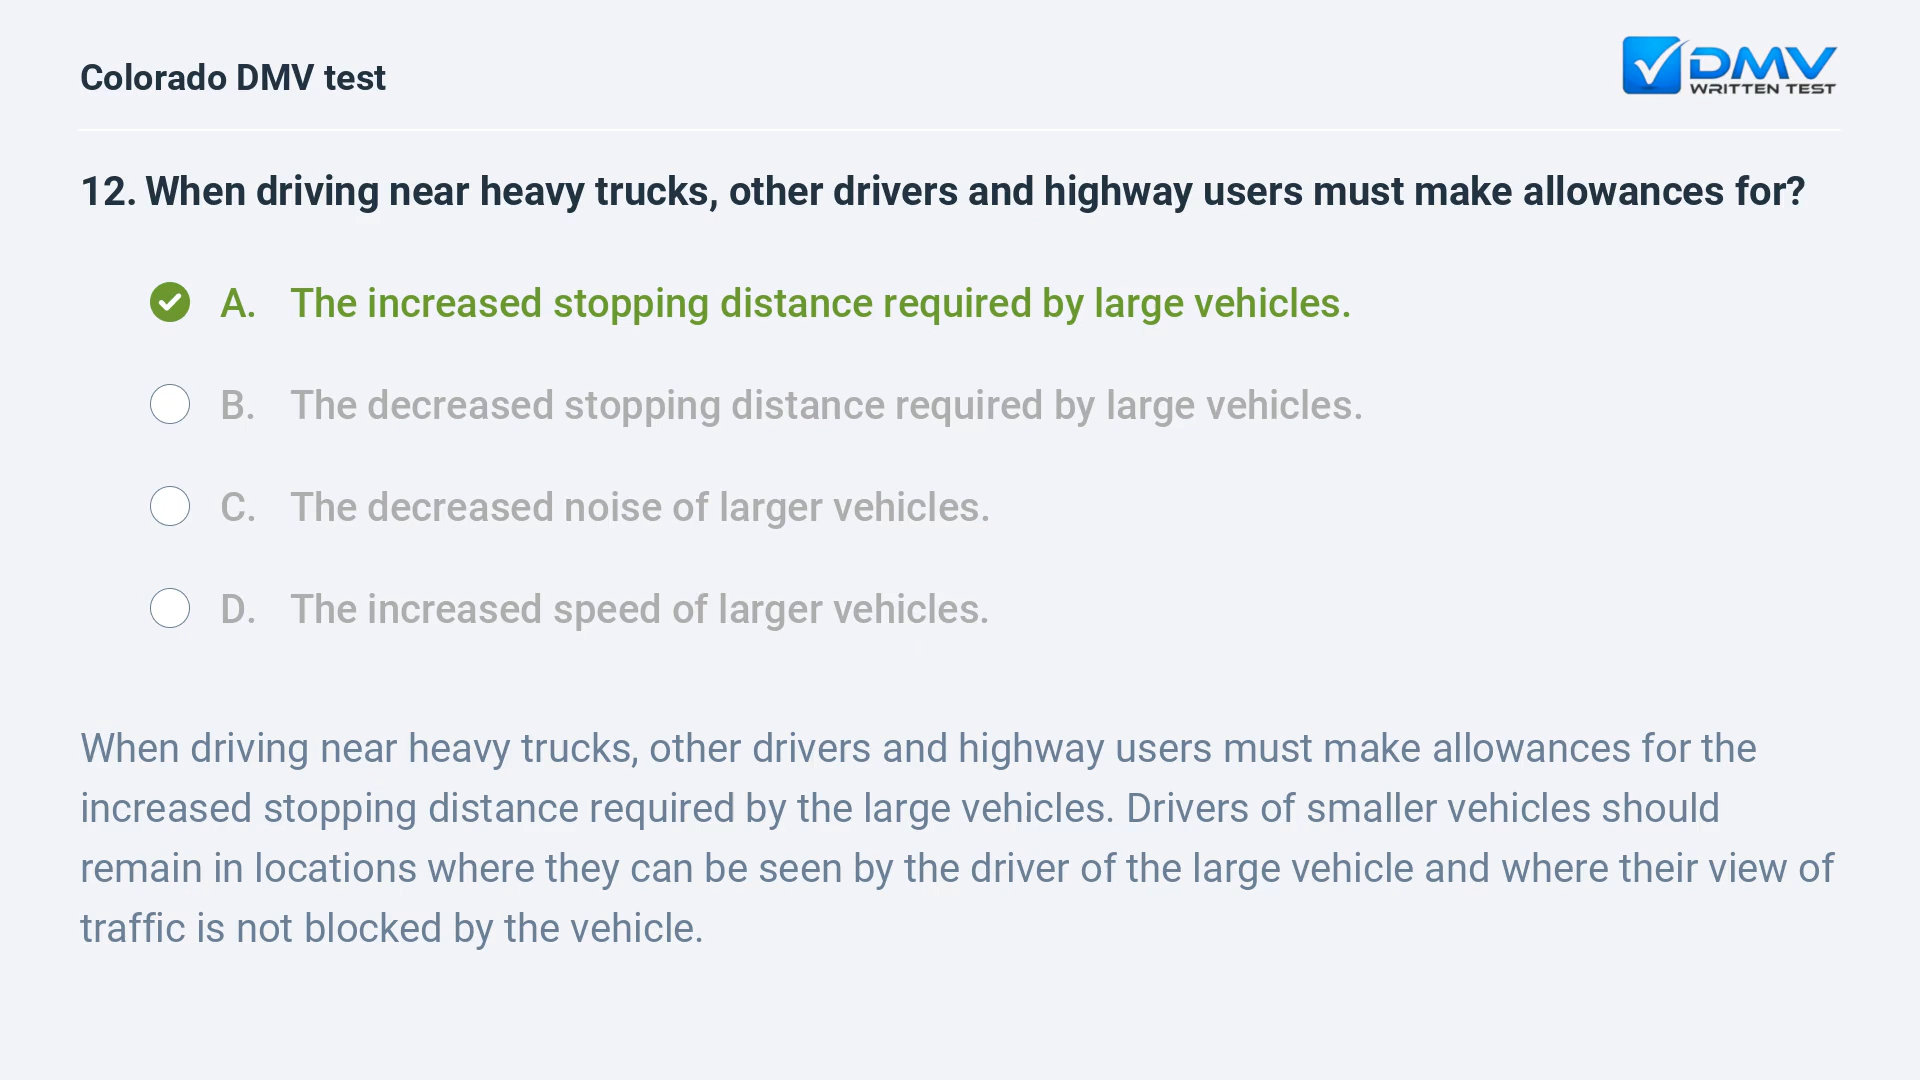 Colorado DMV test
DMV
WRITTEN TEST
12. When driving near heavy trucks, other drivers and highway users must make allowances for?
A. The increased stopping distance required by large vehicles.
B. The decreased stopping distance required by large vehicles.
C. The decreased noise of larger vehicles.
D. The increased speed of larger vehicles.
When driving near heavy trucks, other drivers and highway users must make allowances for the
increased stopping distance required by the large vehicles. Drivers of smaller vehicles should
remain in locations where they can be seen by the driver of the large vehicle and where their view of
traffic is not blocked by the vehicle.